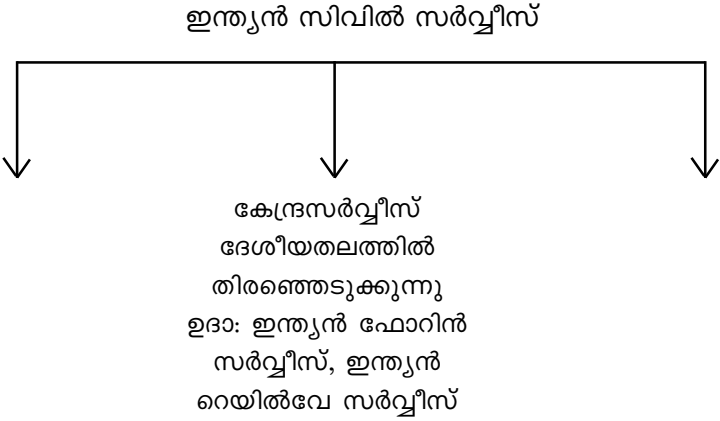 ഇന്ത്യൻ സിവിൽ സർവ്വീസ്
കേന്ദ്രസർവ്വീസ്
ദേശീയതലത്തിൽ
തിരഞ്ഞെടുക്കുന്നു
ഉദാ: ഇന്ത്യൻ ഫോറിൻ
സർവ്വീസ്, ഇന്ത്യൻ
റെയിൽവേ സർവ്വീസ്